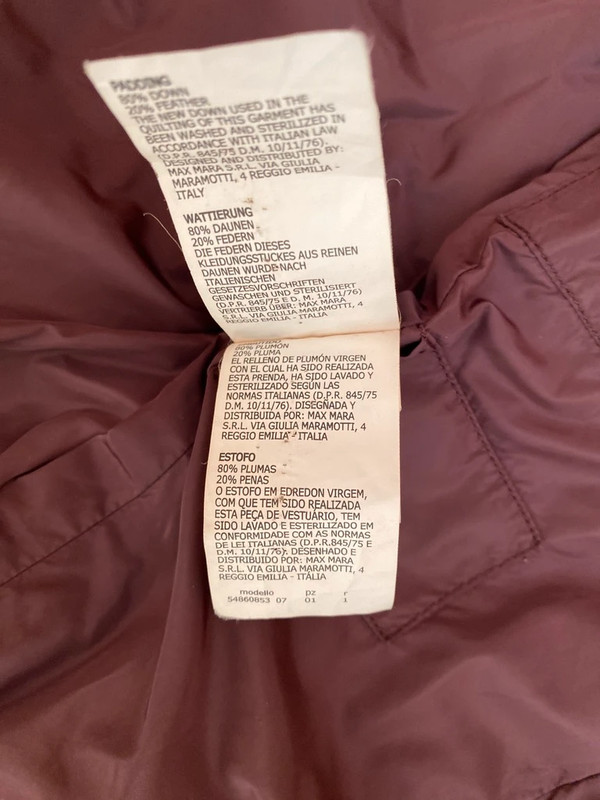 PADDING
80% DOWN
20% FEATHER
THE NEW DOWN USED IN THE
QUILTING OF THIS GARMENT HAS
BEEN WASHED AND STERILIZED IN
ACCORDANCE WITH ITALIAN LAW
(D.P.R. 845/75 D.M. 10/11/76).
DESIGNED AND DISTRIBUTED BY:
MAX MARA S.R.L. VIA GIULIA
MARAMOTTI, 4 REGGIO EMILIA -
ITALY
WATTIERUNG
80% DAUNEN
20% FEDERN
DIE FEDERN DIESES
KLEIDUNGSSTUCKES AUS REINEN
DAUNEN WURDE NACH
ITALIENISCHEN
GESETZESVORSCHRIFTEN
GEWASCHEN UND STERILISIERT
(D.P.R. 845/75 E D. M. 10/11/76)
VERTRIERB ÜBER: MAX MARA
S.R.L. VIA GIULIA MARAMOTTI, 4
REGGIO EMILIA - ITALIA
80% PLUMÓN
20% PLUMA
EL RELLENO DE PLUMÓN VIRGEN
CON EL CUAL HA SIDO REALIZADA
ESTA PRENDA, HA SIDO LAVADO Y
ESTERILIZADO SEGÚN LAS
NORMAS ITALIANAS (D.P.R. 845/75
D.M. 10/11/76). DISEÑADA Y
DISTRIBUIDA POR: MAX MARA
S.R.L. VIA GIULIA MARAMOTTI, 4
REGGIO EMILIA - ITALIA
ESTOFO
80% PLUMAS
20% PENAS
O ESTOFO EM EDREDON VIRGEM,
COM QUE TEM SIDO REALIZADA
ESTA PEÇA DE VESTUÁRIO, TEM
SIDO LAVADO E ESTERILIZADO EM
CONFORMIDADE COM AS NORMAS
DE LEI ITALIANAS (D.P.R.845/75 E
D.M. 10/11/76). DESENHADO E
DISTRIBUIDO POR: MAX MARA
S.R.L. VIA GIULIA MARAMOTTI, 4
REGGIO EMILIA - ITÁLIA
modello pz r
54860853 07 01 1